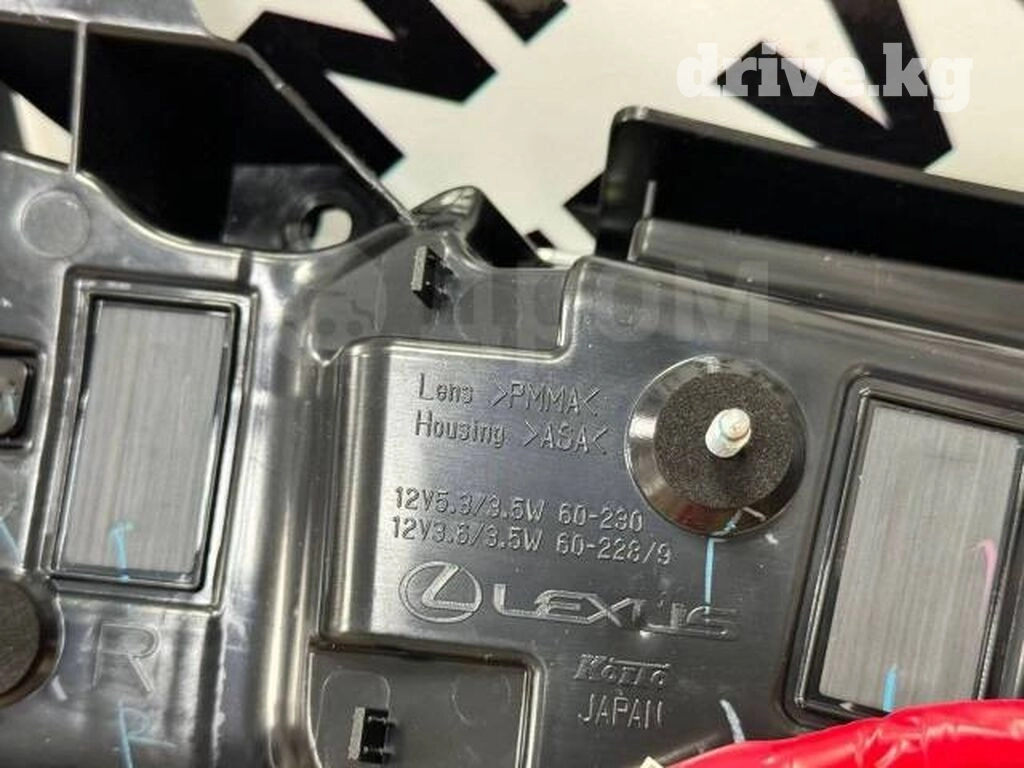 drive.kg
Lens >PMMA<
Housing >ASA<
12V5.3/3.5W 60-230
12V3.6/3.5W 60-228/9
LEXUS
R
Koito
JAPAN